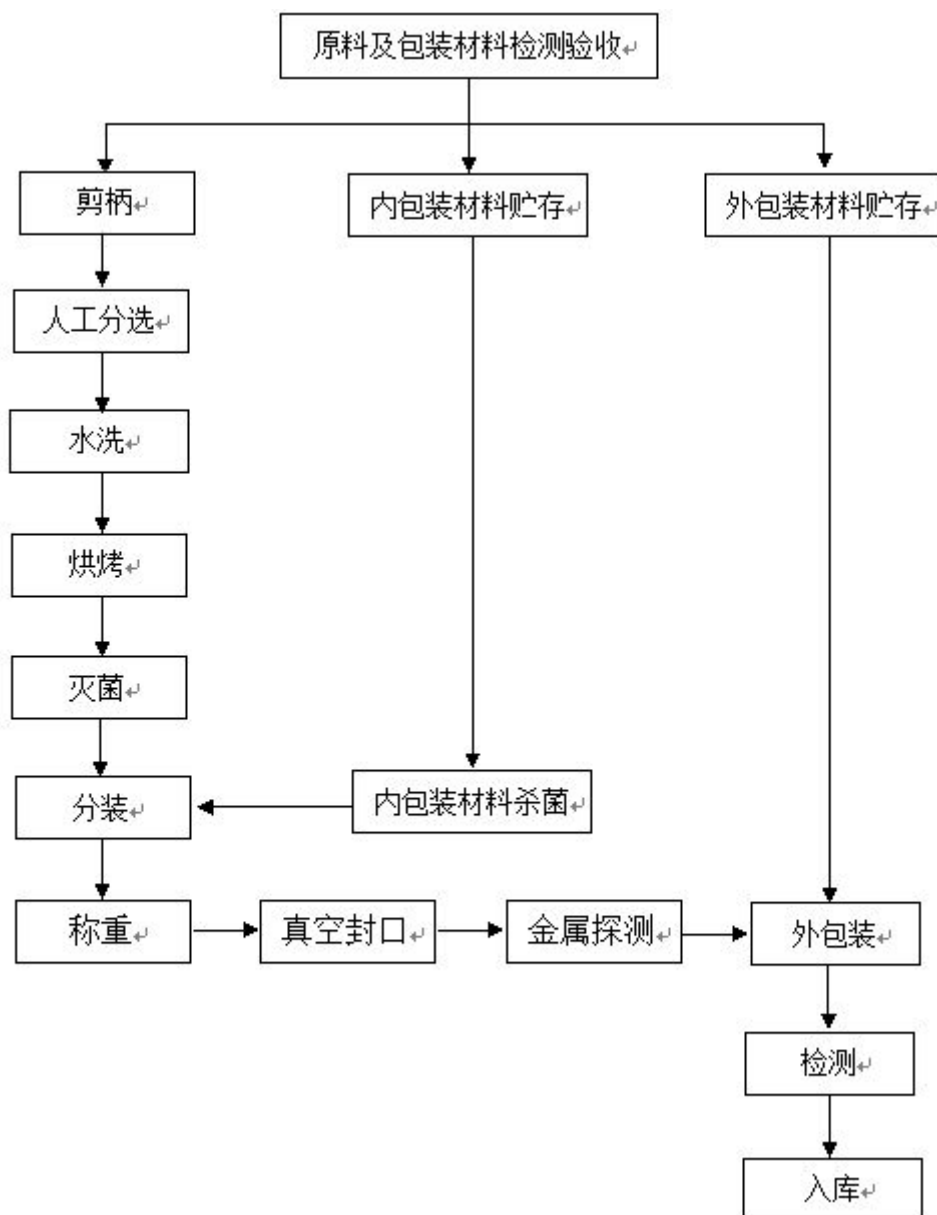 原料及包装材料检测验收
剪柄
内包装材料贮存
外包装材料贮存
人工分选
水洗
烘烤
灭菌
分装
内包装材料杀菌
称重
真空封口
金属探测
外包装
检测
入库